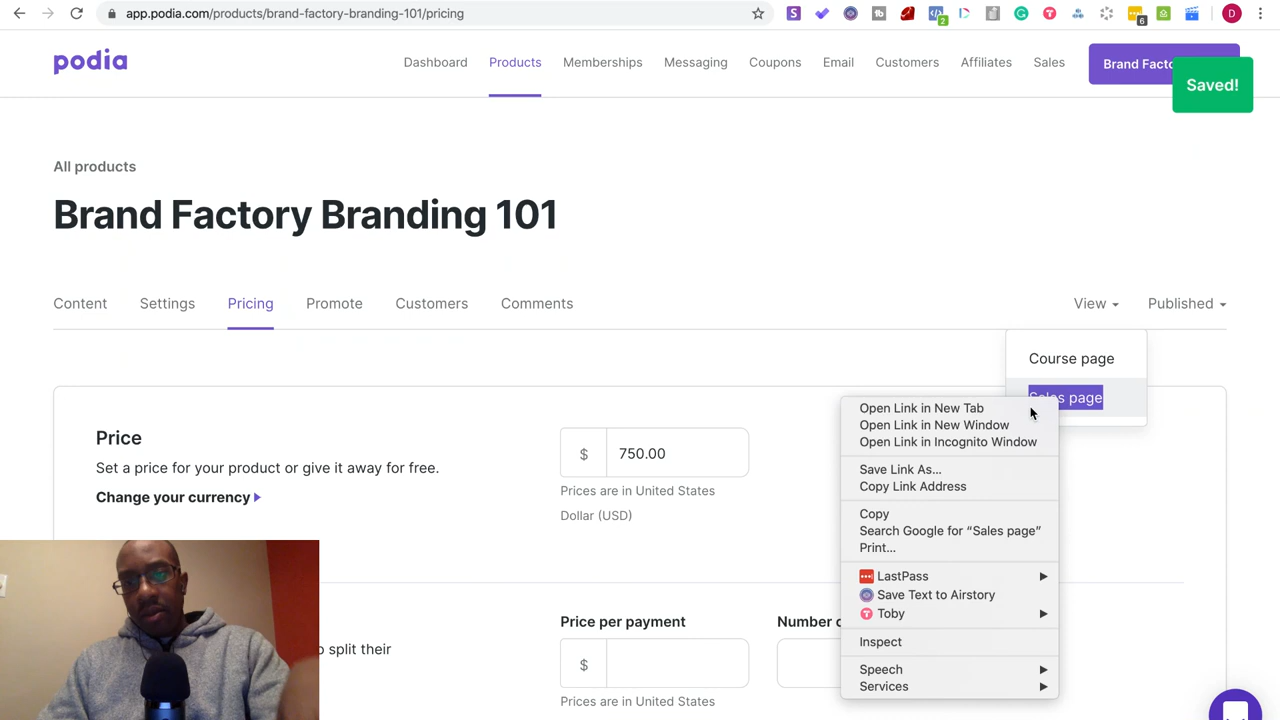 app.podia.com/products/brand-factory-branding-101/pricing
2
6
D
podia
Dashboard
Products
Memberships
Messaging
Coupons
Email
Customers
Affiliates
Sales
Brand Facto
Saved!
All products
Brand Factory Branding 101
Content
Settings
Pricing
Promote
Customers
Comments
View
Published
Course page
Sales page
Open Link in New Tab
Open Link in New Window
Open Link in Incognito Window
Save Link As...
Copy Link Address
Copy
Search Google for “Sales page”
Print...
LastPass
Save Text to Airstory
Toby
Inspect
Speech
Services
Price
Set a price for your product or give it away for free.
Change your currency
$
750.00
Prices are in United States
Dollar (USD)
split their
Price per payment
Number
$
Prices are in United States